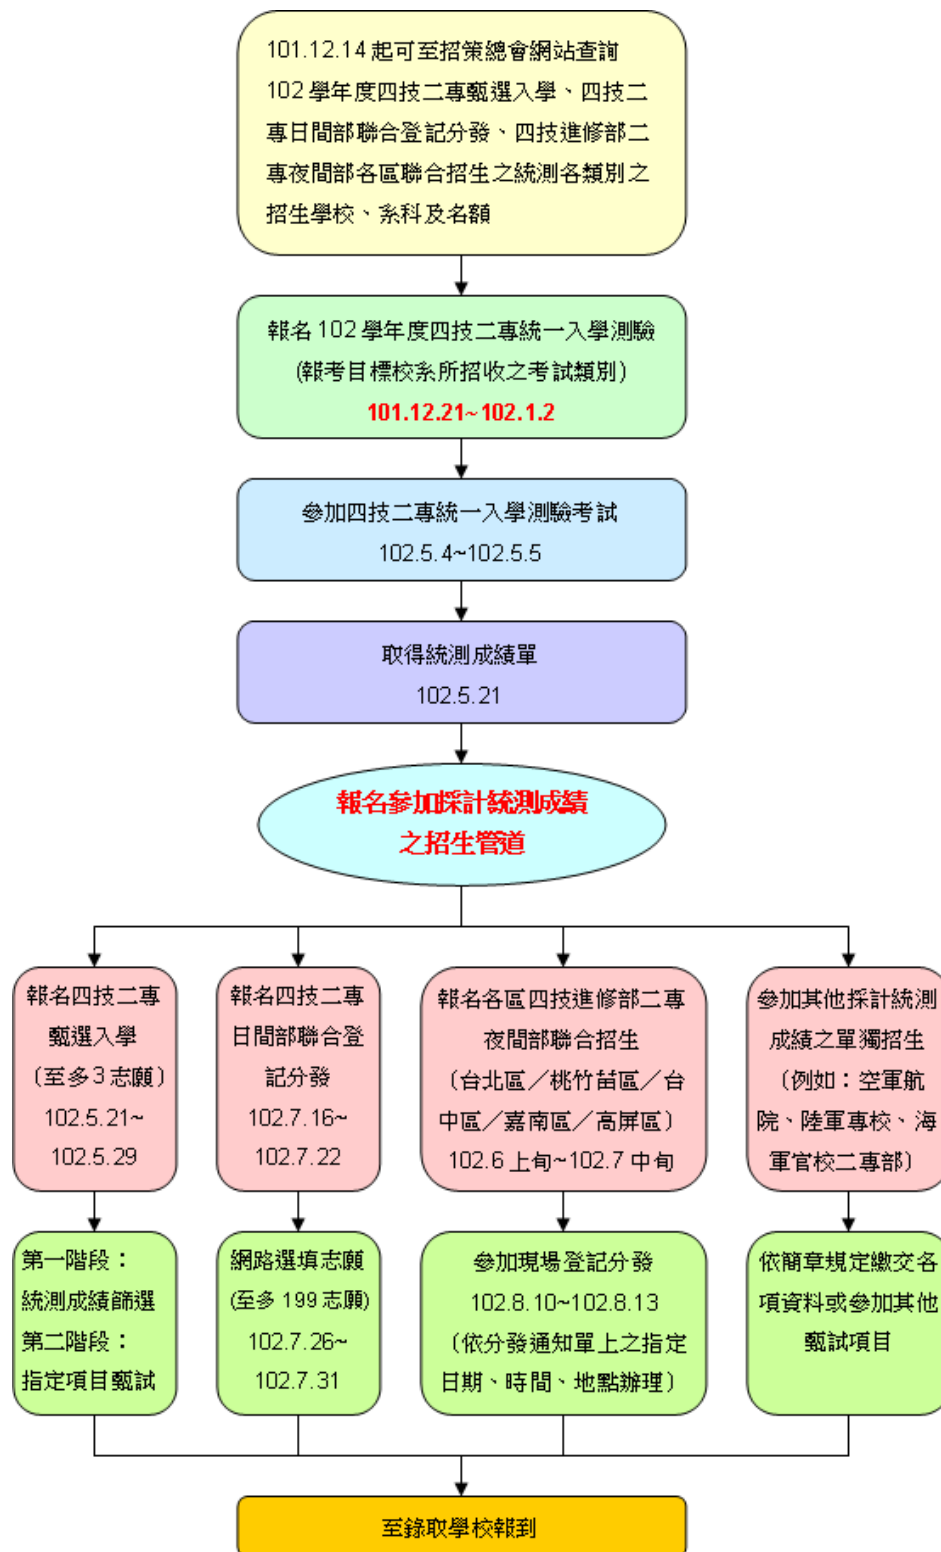 101.12.14起可至招策總會網站查詢
102學年度四技二專甄選入學、四技二
專日間部聯合登記分發、四技進修部二
專夜間部各區聯合招生之統測各類別之
招生學校、系科及名額
報名102學年度四技二專統一入學測驗
(報考目標校系所招收之考試類別)
101.12.21~102.1.2
參加四技二專統一入學測驗考試
102.5.4~102.5.5
取得統測成績單
102.5.21
報名參加採計統測成績
之招生管道
報名四技二專
甄選入學
(至多3志願)
102.5.21~
102.5.29
報名四技二專
日間部聯合登
記分發
102.7.16~
102.7.22
報名各區四技進修部二專
夜間部聯合招生
(台北區/桃竹苗區/台
中區/嘉南區/高屏區)
102.6上旬~102.7中旬
參加其他採計統測
成績之單獨招生
(例如:空軍航
院、陸軍專校、海
軍官校二專部)
第一階段:
統測成績篩選
第二階段:
指定項目甄試
網路選填志願
(至多199志願)
102.7.26~
102.7.31
參加現場登記分發
102.8.10~102.8.13
(依分發通知單上之指定
日期、時間、地點辦理)
依簡章規定繳交各
項資料或參加其他
甄試項目
至錄取學校報到